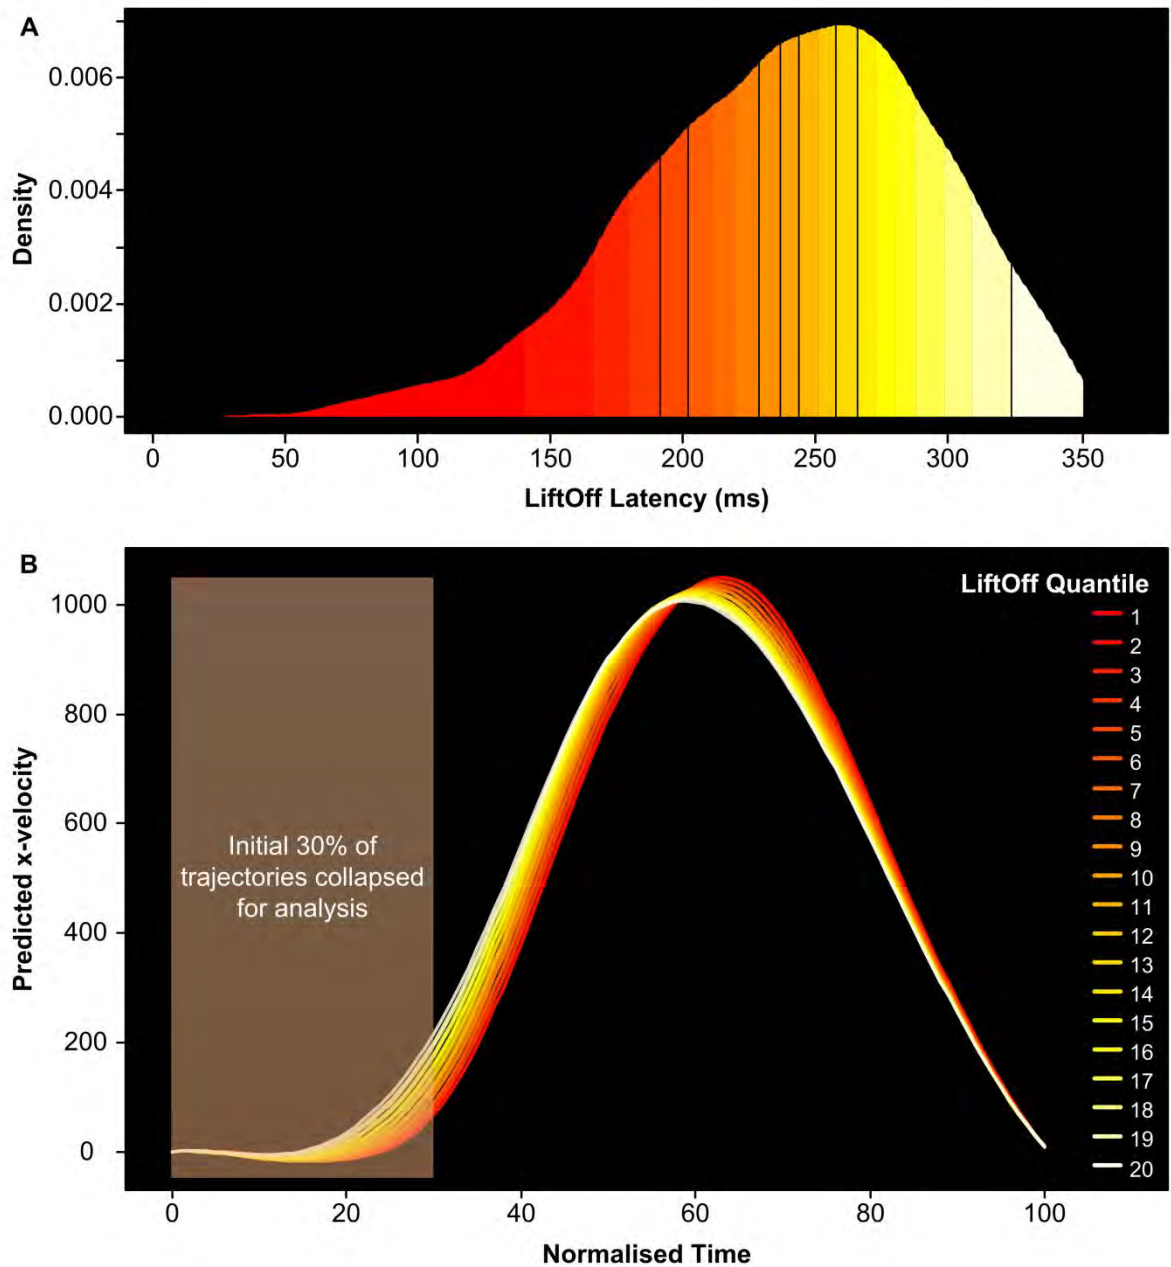 A
0.006
0.004
0.002
0.000
Density
0 50 100 150 200 250 300 350
LiftOff Latency (ms)
B
1000
800
600
400
200
0
Predicted x-velocity
Initial 30% of
trajectories collapsed
for analysis
LiftOff Quantile
1
2
3
4
5
6
7
8
9
10
11
12
13
14
15
16
17
18
19
20
0 20 40 60 80 100
Normalised Time